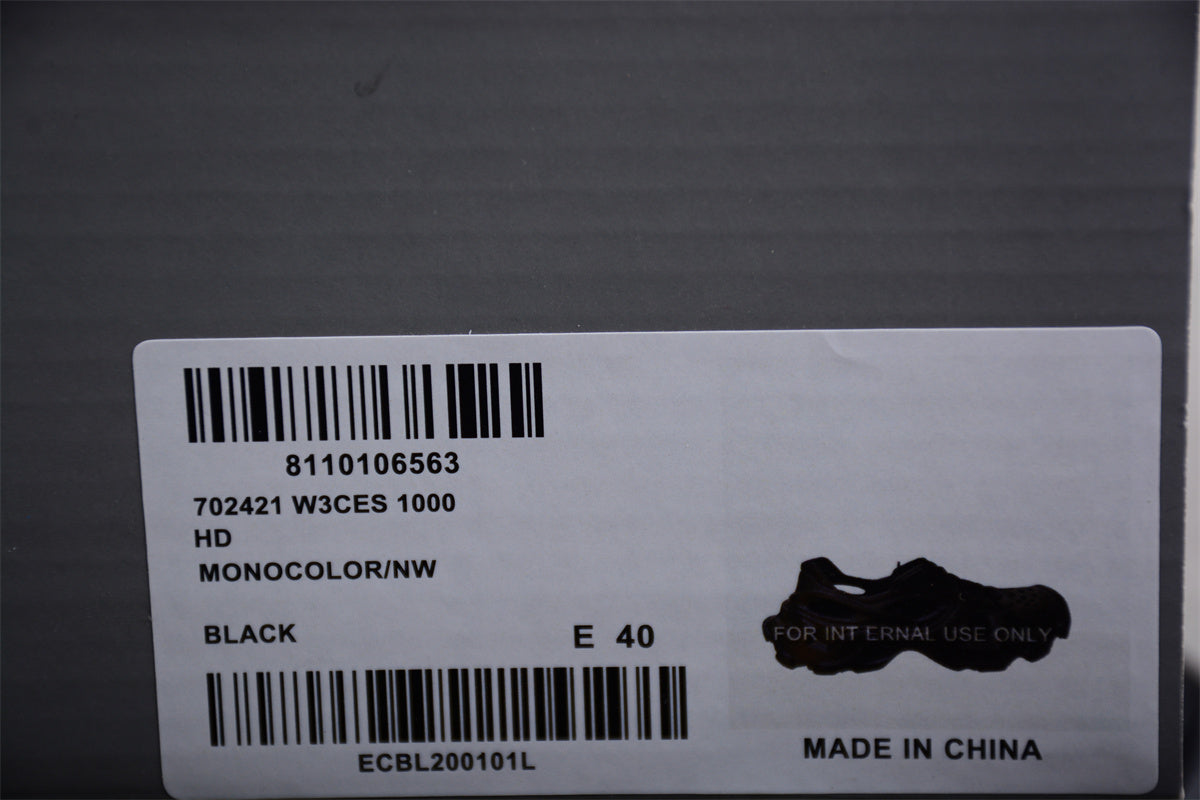 8110106563
702421 W3CES 1000
HD
MONOCOLOR/NW
BLACK
E 40
FOR INT ERNAL USE ONLY
ECBL200101L
MADE IN CHINA